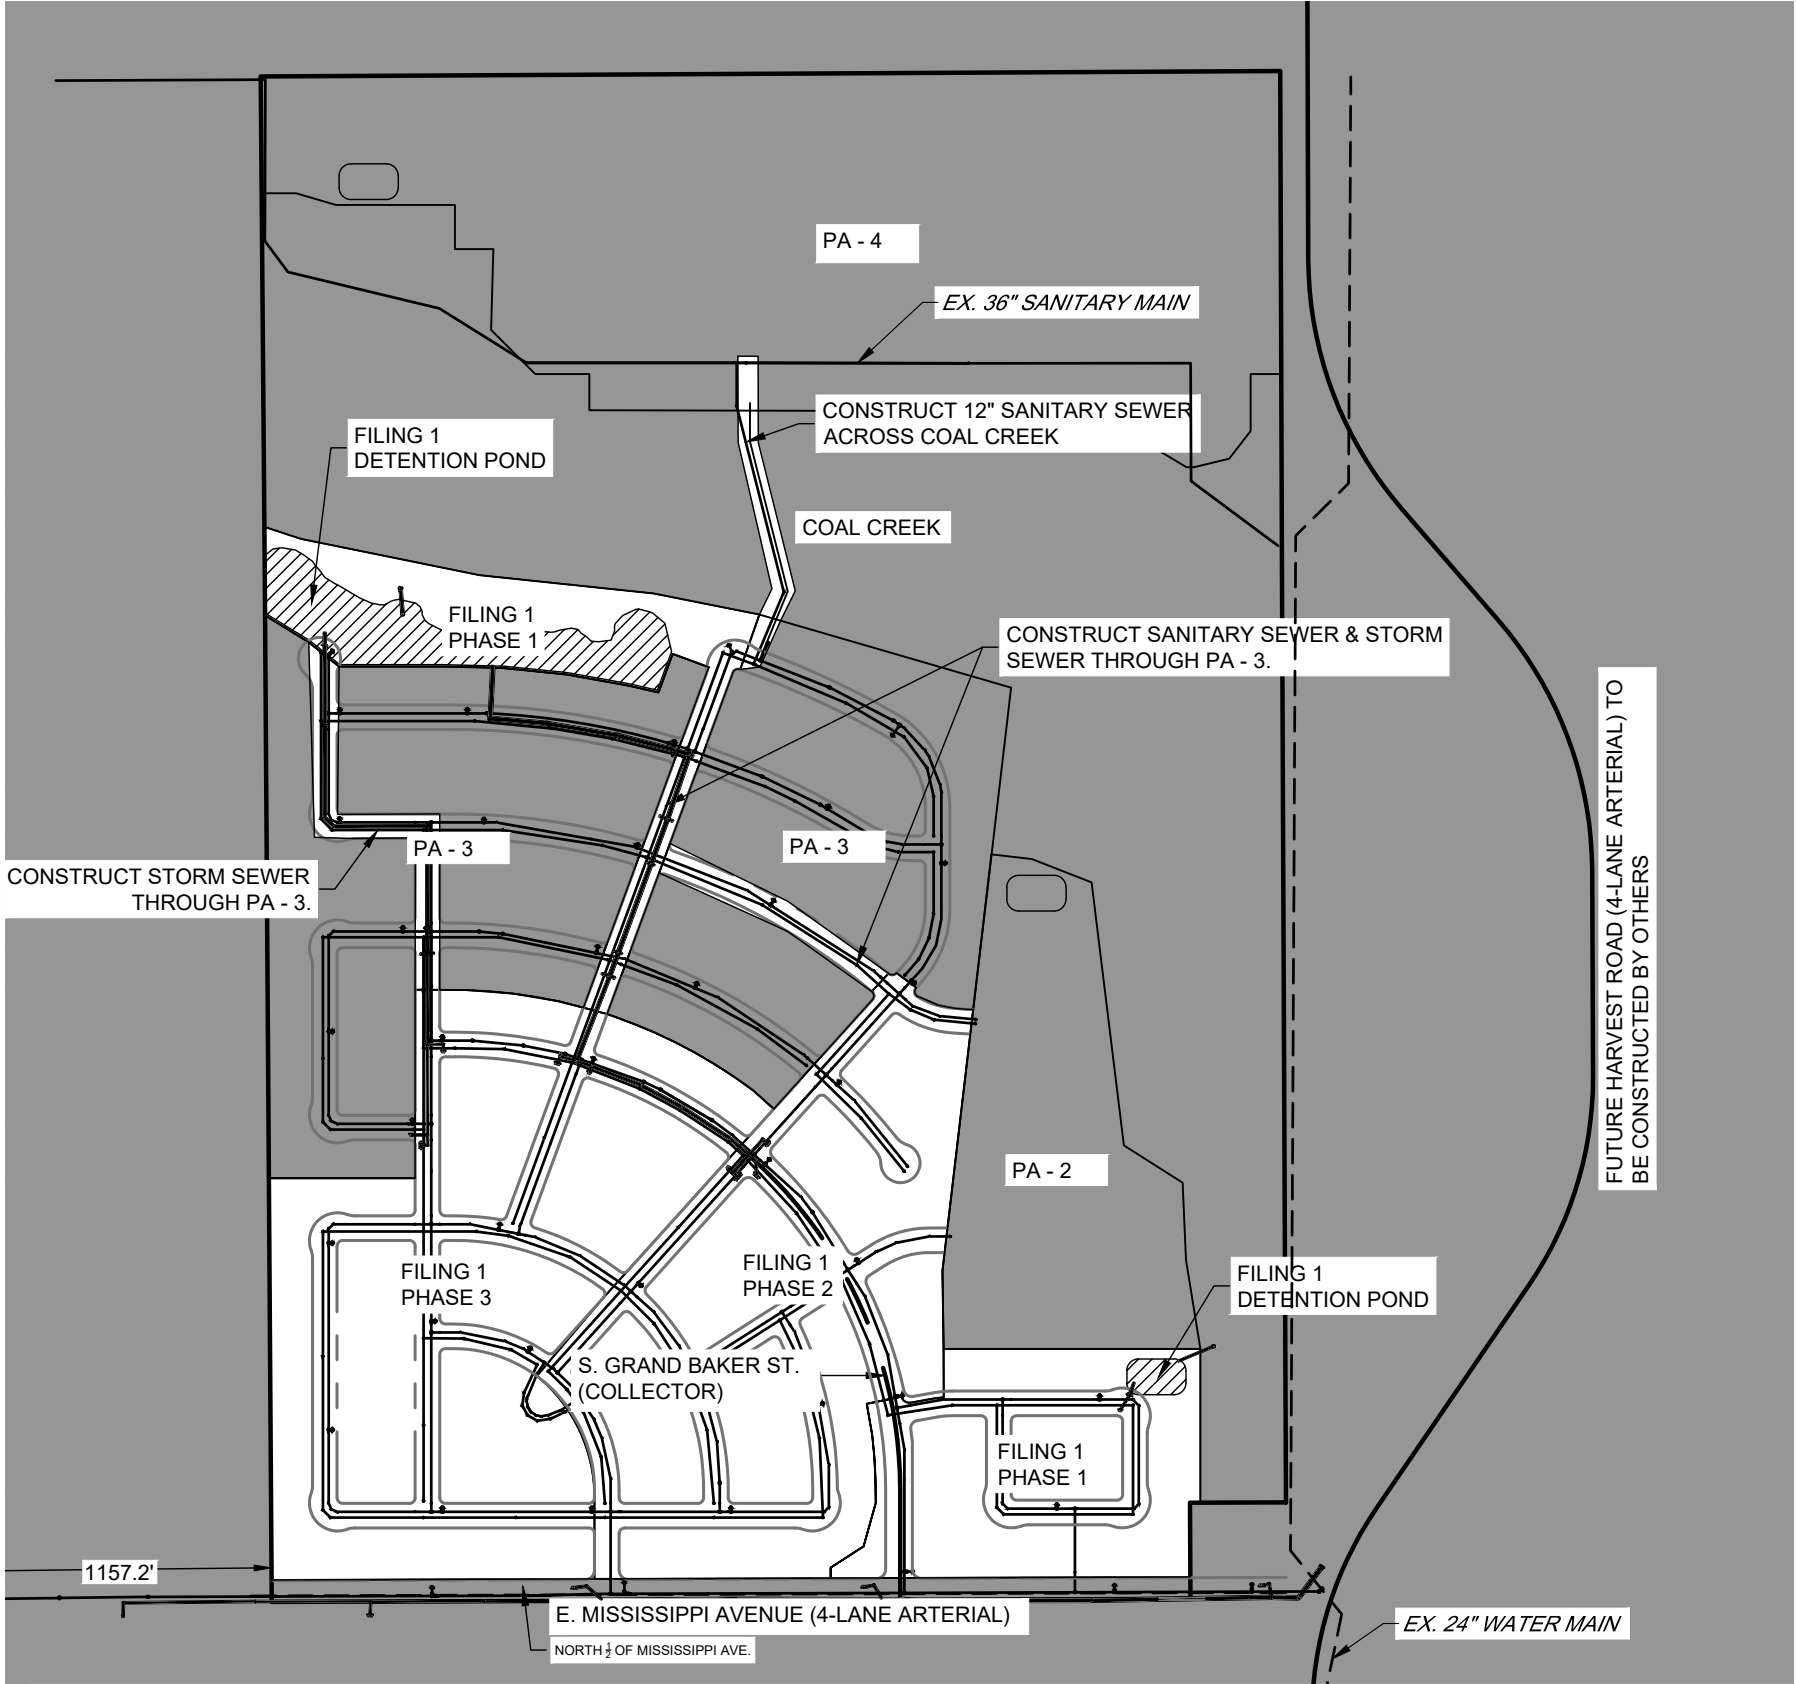 PA - 4
EX. 36" SANITARY MAIN
CONSTRUCT 12" SANITARY SEWER
ACROSS COAL CREEK
FILING 1
DETENTION POND
COAL CREEK
FILING 1
PHASE 1
CONSTRUCT SANITARY SEWER & STORM
SEWER THROUGH PA - 3.
FUTURE HARVEST ROAD (4-LANE ARTERIAL) TO
BE CONSTRUCTED BY OTHERS
PA - 3
PA - 3
CONSTRUCT STORM SEWER
THROUGH PA - 3.
PA - 2
FILING 1
PHASE 3
FILING 1
PHASE 2
FILING 1
DETENTION POND
S. GRAND BAKER ST.
(COLLECTOR)
FILING 1
PHASE 1
1157.2'
E. MISSISSIPPI AVENUE (4-LANE ARTERIAL)
NORTH ½ OF MISSISSIPPI AVE.
EX. 24" WATER MAIN